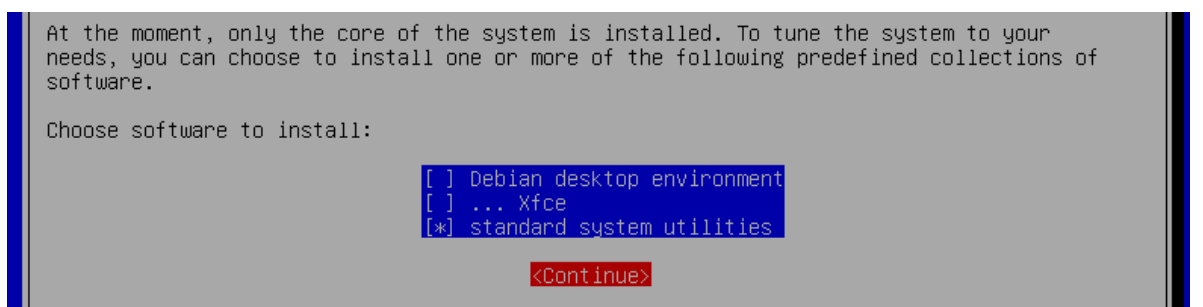 At the moment, only the core of the system is installed. To tune the system to your
needs, you can choose to install one or more of the following predefined collections of
software.
Choose software to install:
[ ] Debian desktop environment
[ ] ... Xfce
[*] standard system utilities
<Continue>